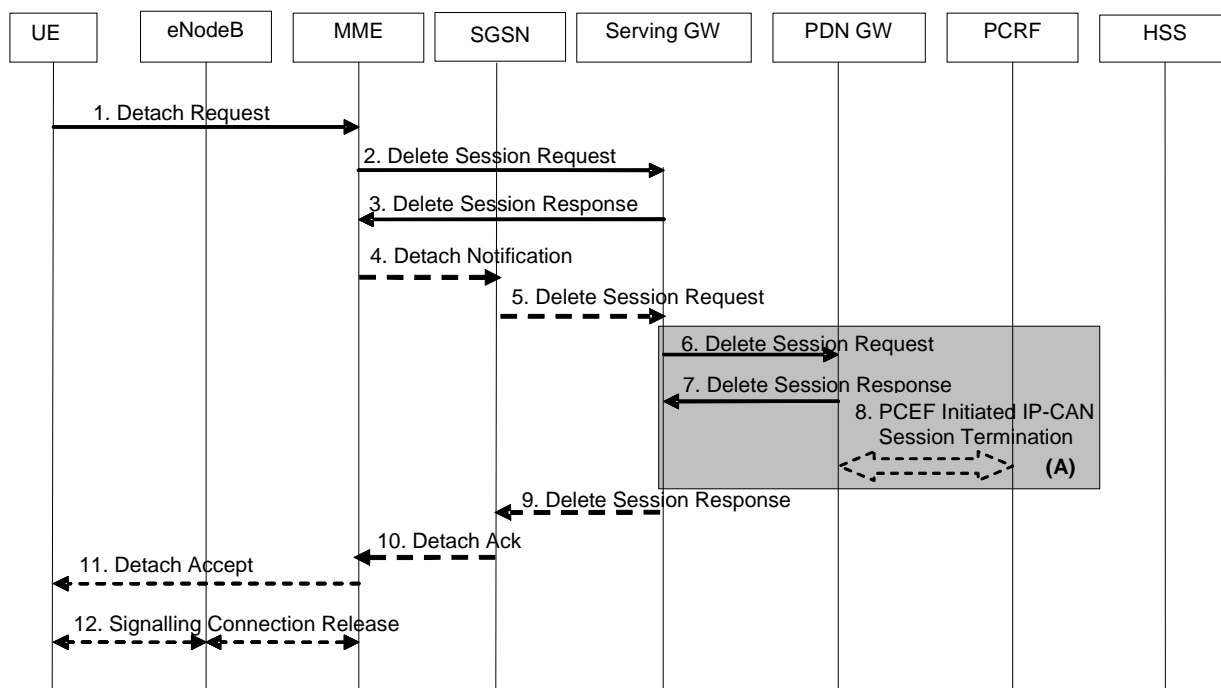 UE
eNodeB
MME
SGSN
Serving GW
PDN GW
PCRF
HSS
1. Detach Request
2. Delete Session Request
3. Delete Session Response
4. Detach Notification
5. Delete Session Request
6. Delete Session Request
7. Delete Session Response
8. PCEF Initiated IP-CAN
Session Termination
(A)
9. Delete Session Response
10. Detach Ack
11. Detach Accept
12. Signalling Connection Release